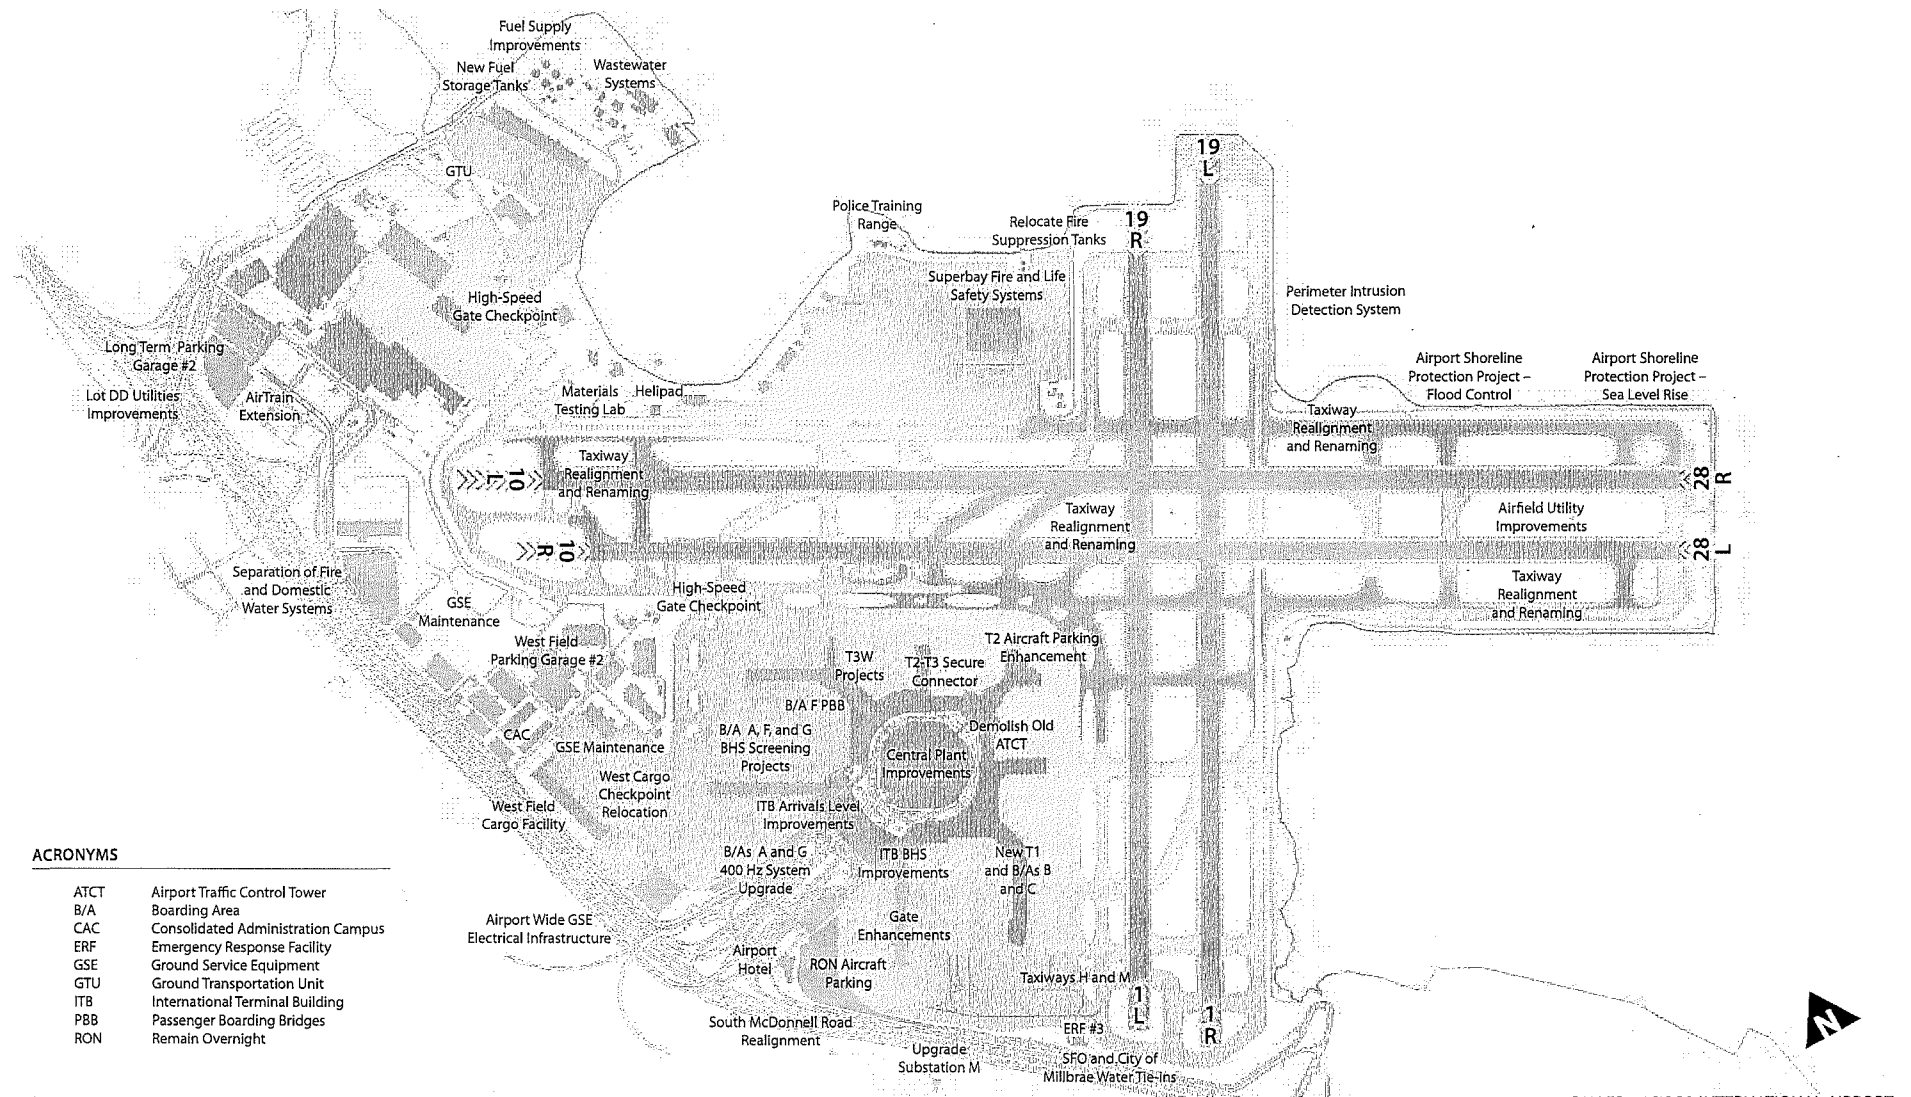 Fuel Supply
Improvements
New Fuel
Storage Tanks
Wastewater
Systems
GTU
19
L
Police Training
Range
19
R
Relocate Fire
Suppression Tanks
Superbay Fire and Life
Safety Systems
High-Speed
Gate Checkpoint
Perimeter Intrusion
Detection System
Long Term Parking
Garage #2
Lot DD Utilities
Improvements
AirTrain
Extension
Materials
Testing Lab
Helipad
Airport Shoreline
Protection Project –
Flood Control
Airport Shoreline
Protection Project –
Sea Level Rise
Taxiway
Realignment
and Renaming
10
L
Taxiway
Realignment
and Renaming
28
R
Taxiway
Realignment
and Renaming
Airfield Utility
Improvements
10
R
28
L
Separation of Fire
and Domestic
Water Systems
GSE
Maintenance
High-Speed
Gate Checkpoint
Taxiway
Realignment
and Renaming
West Field
Parking Garage #2
T3W
Projects
T2-T3 Secure
Connector
T2 Aircraft Parking
Enhancement
B/A F PBB
CAC
GSE Maintenance
B/A A, F, and G
BHS Screening
Projects
Demolish Old
ATCT
Central Plant
Improvements
West Cargo
Checkpoint
Relocation
West Field
Cargo Facility
ITB Arrivals Level
Improvements
B/As A and G
400 Hz System
Upgrade
ITB BHS
Improvements
New T1
and B/As B
and C
Airport Wide GSE
Electrical Infrastructure
Gate
Enhancements
Airport
Hotel
RON Aircraft
Parking
Taxiways H and M
1
L
1
R
South McDonnell Road
Realignment
ERF #3
Upgrade
Substation M
SFO and City of
Millbrae Water Tie-Ins
N
ACRONYMS
ATCT Airport Traffic Control Tower
B/A Boarding Area
CAC Consolidated Administration Campus
ERF Emergency Response Facility
GSE Ground Service Equipment
GTU Ground Transportation Unit
ITB International Terminal Building
PBB Passenger Boarding Bridges
RON Remain Overnight